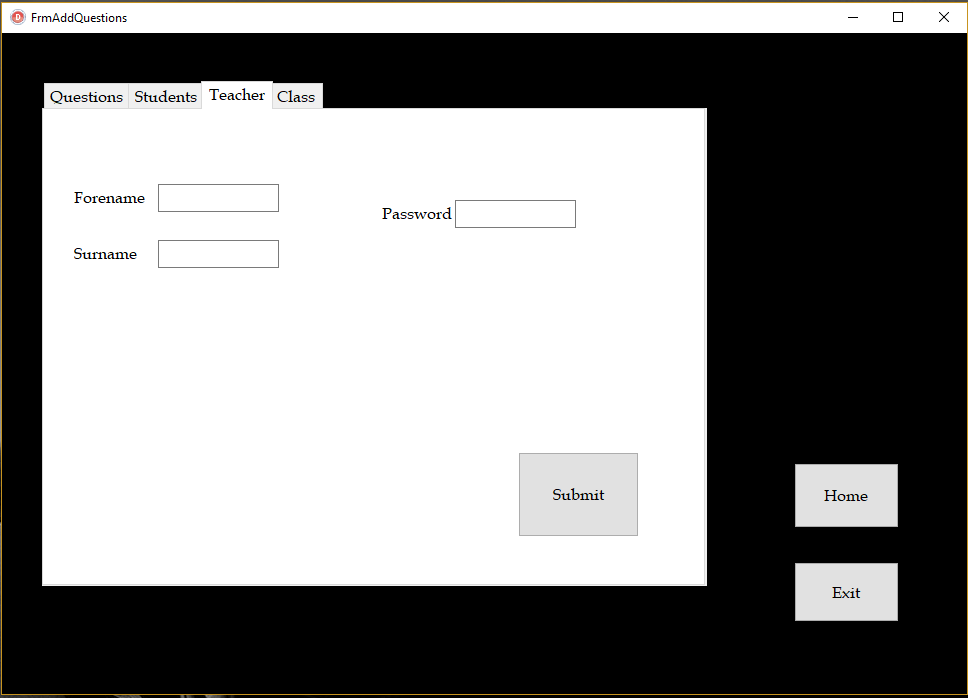 FrmAddQuestions
Questions Students Teacher Class
Forename
Password
Surname
Submit
Home
Exit